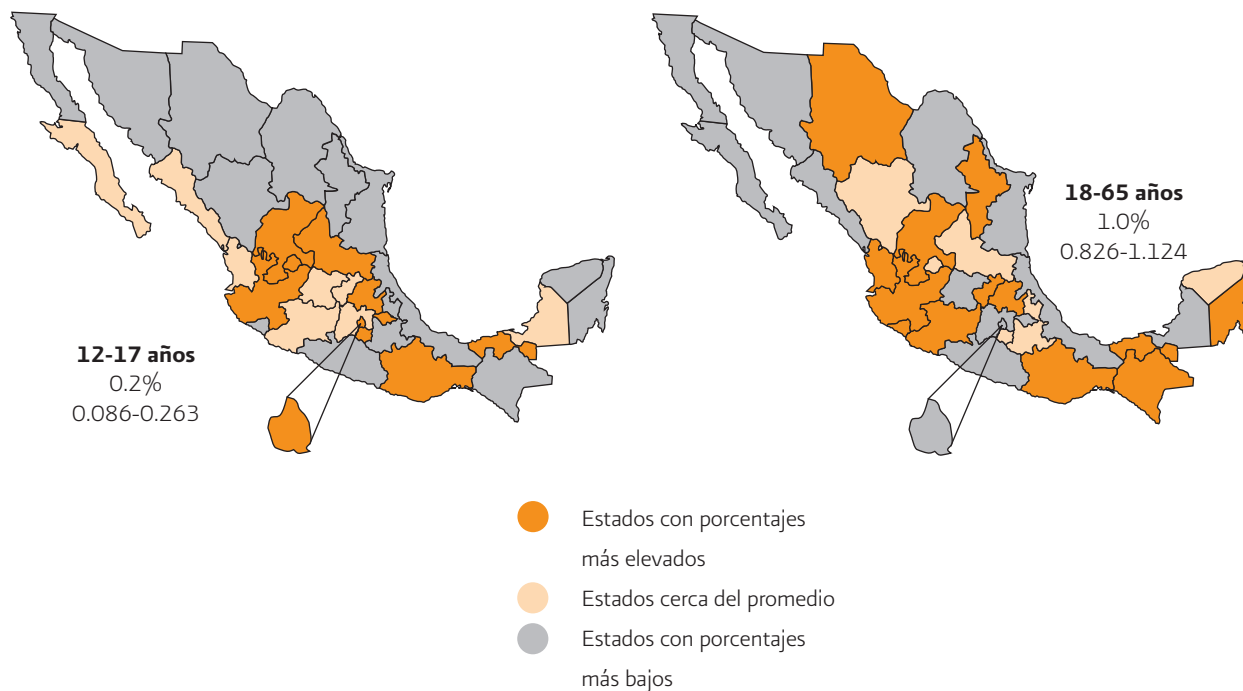 12-17 años
0.2%
0.086-0.263
18-65 años
1.0%
0.826-1.124
Estados con porcentajes
más elevados
Estados cerca del promedio
Estados con porcentajes
más bajos